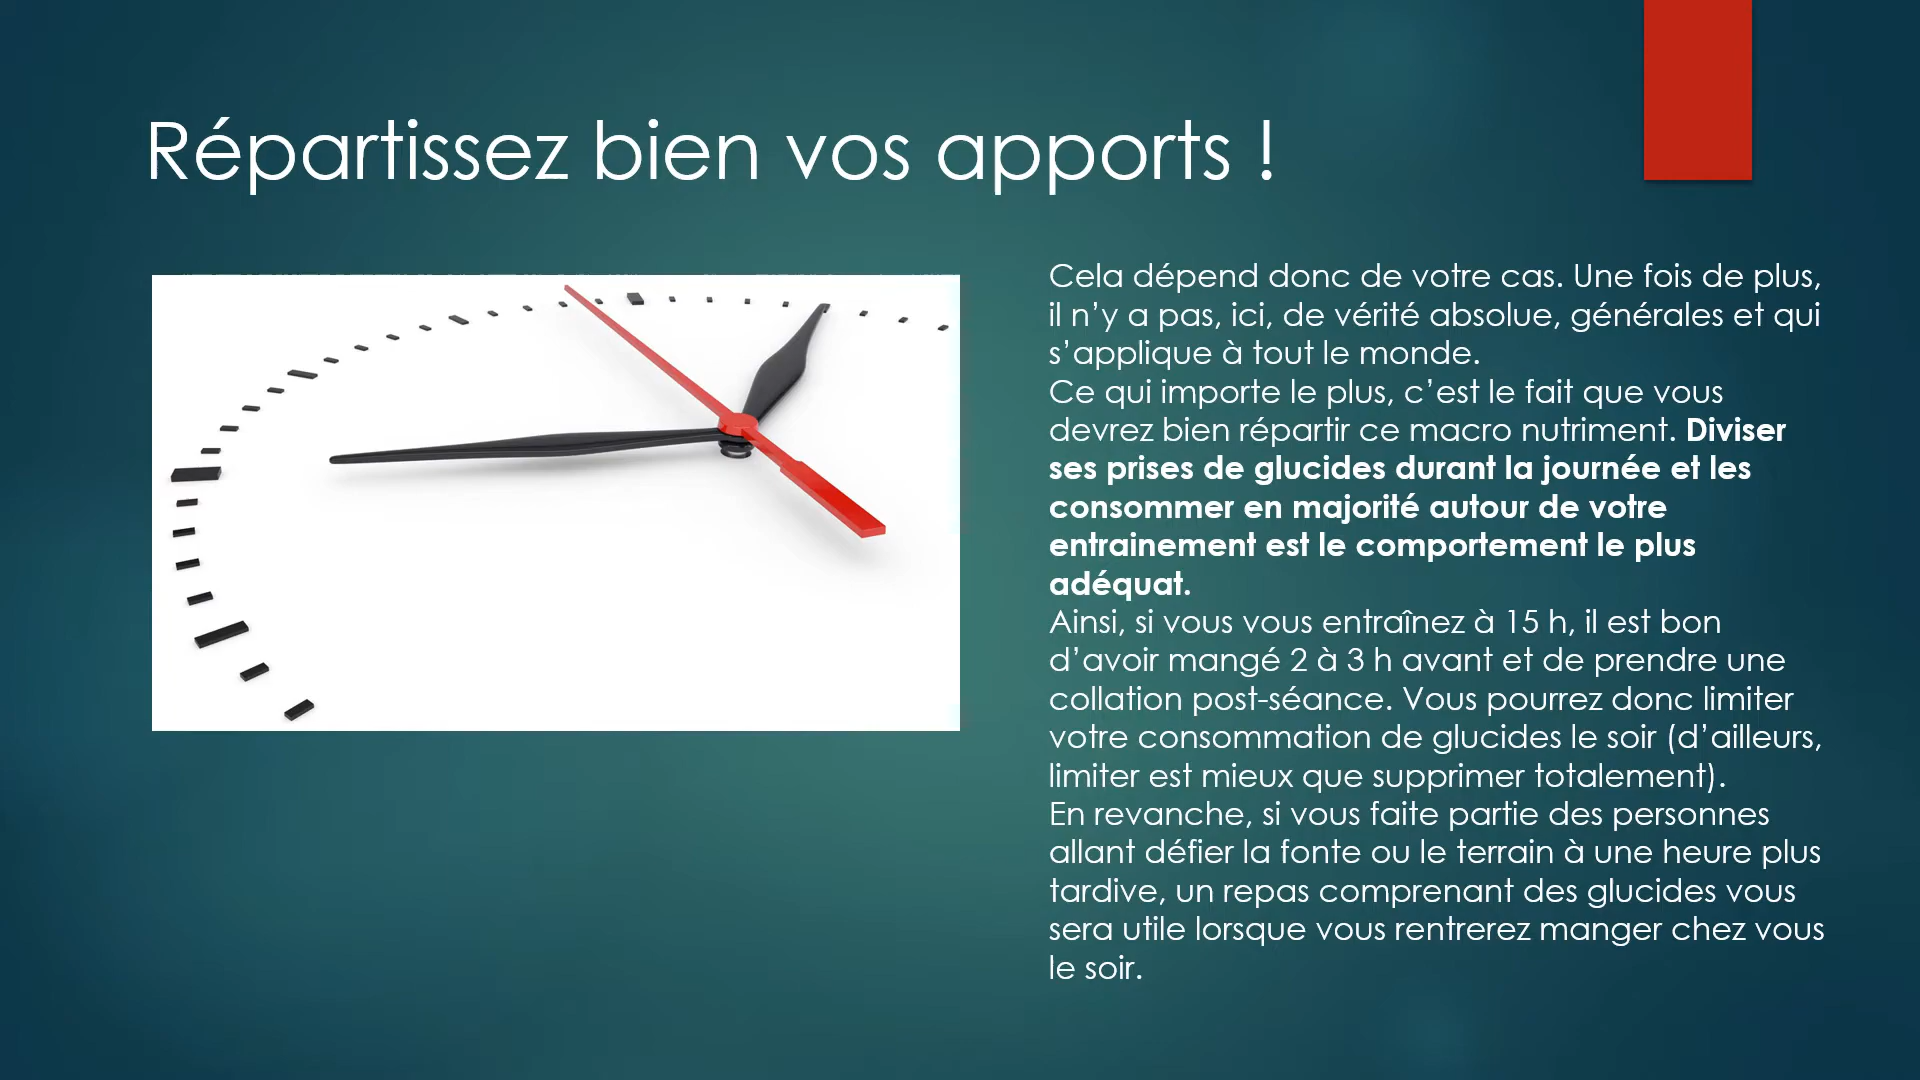 Répartissez bien vos apports !
Cela dépend donc de votre cas. Une fois de plus,
il n’y a pas, ici, de vérité absolue, générales et qui
s’applique à tout le monde.
Ce qui importe le plus, c’est le fait que vous
devrez bien répartir ce macro nutriment. Diviser
ses prises de glucides durant la journée et les
consommer en majorité autour de votre
entrainement est le comportement le plus
adéquat.
Ainsi, si vous vous entraînez à 15 h, il est bon
d’avoir mangé 2 à 3 h avant et de prendre une
collation post-séance. Vous pourrez donc limiter
votre consommation de glucides le soir (d’ailleurs,
limiter est mieux que supprimer totalement).
En revanche, si vous faite partie des personnes
allant défier la fonte ou le terrain à une heure plus
tardive, un repas comprenant des glucides vous
sera utile lorsque vous rentrerez manger chez vous
le soir.